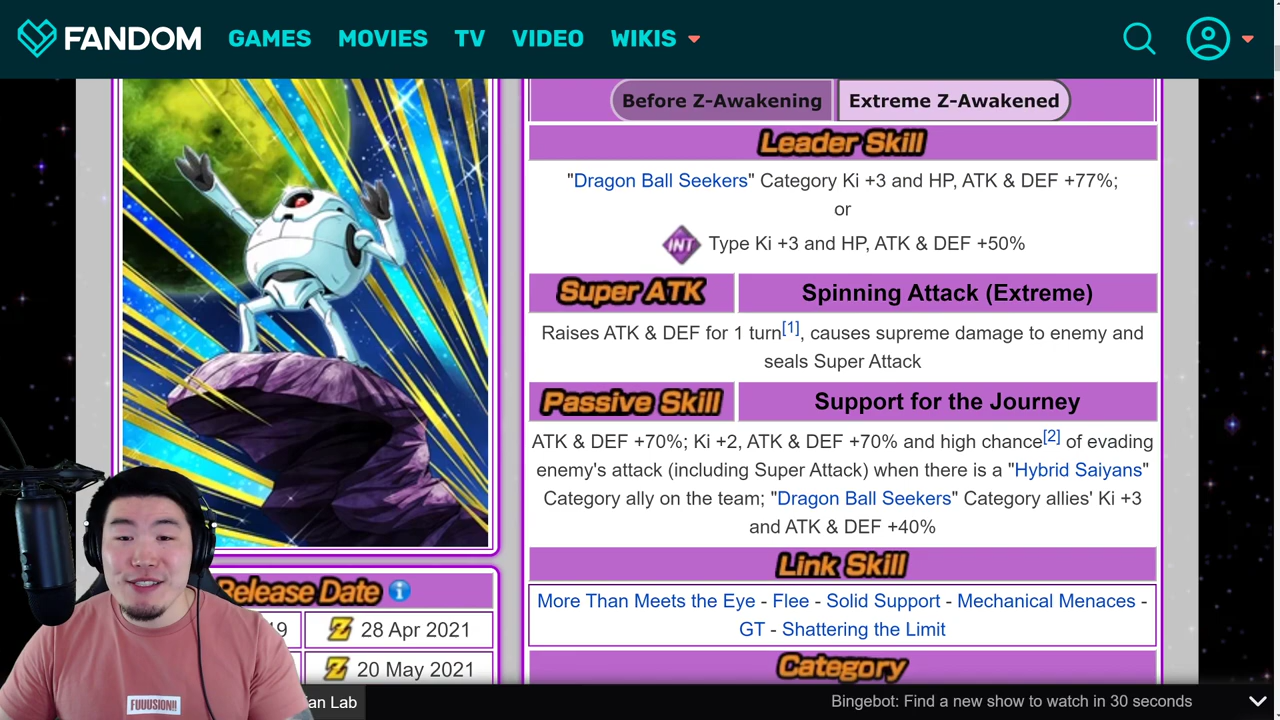 FANDOM GAMES MOVIES TV VIDEO WIKIS
Before Z-Awakening Extreme Z-Awakened
Leader Skill
"Dragon Ball Seekers" Category Ki +3 and HP, ATK & DEF +77%;
or
INT Type Ki +3 and HP, ATK & DEF +50%
Super ATK Spinning Attack (Extreme)
Raises ATK & DEF for 1 turn[1], causes supreme damage to enemy and
seals Super Attack
Passive Skill Support for the Journey
ATK & DEF +70%; Ki +2, ATK & DEF +70% and high chance[2] of evading
enemy's attack (including Super Attack) when there is a "Hybrid Saiyans"
Category ally on the team; "Dragon Ball Seekers" Category allies' Ki +3
and ATK & DEF +40%
Link Skill
More Than Meets the Eye - Flee - Solid Support - Mechanical Menaces -
GT - Shattering the Limit
Category
Release Date i
19 Z 28 Apr 2021
Z 20 May 2021
an Lab
Bingebot: Find a new show to watch in 30 seconds
FUUUSION!!